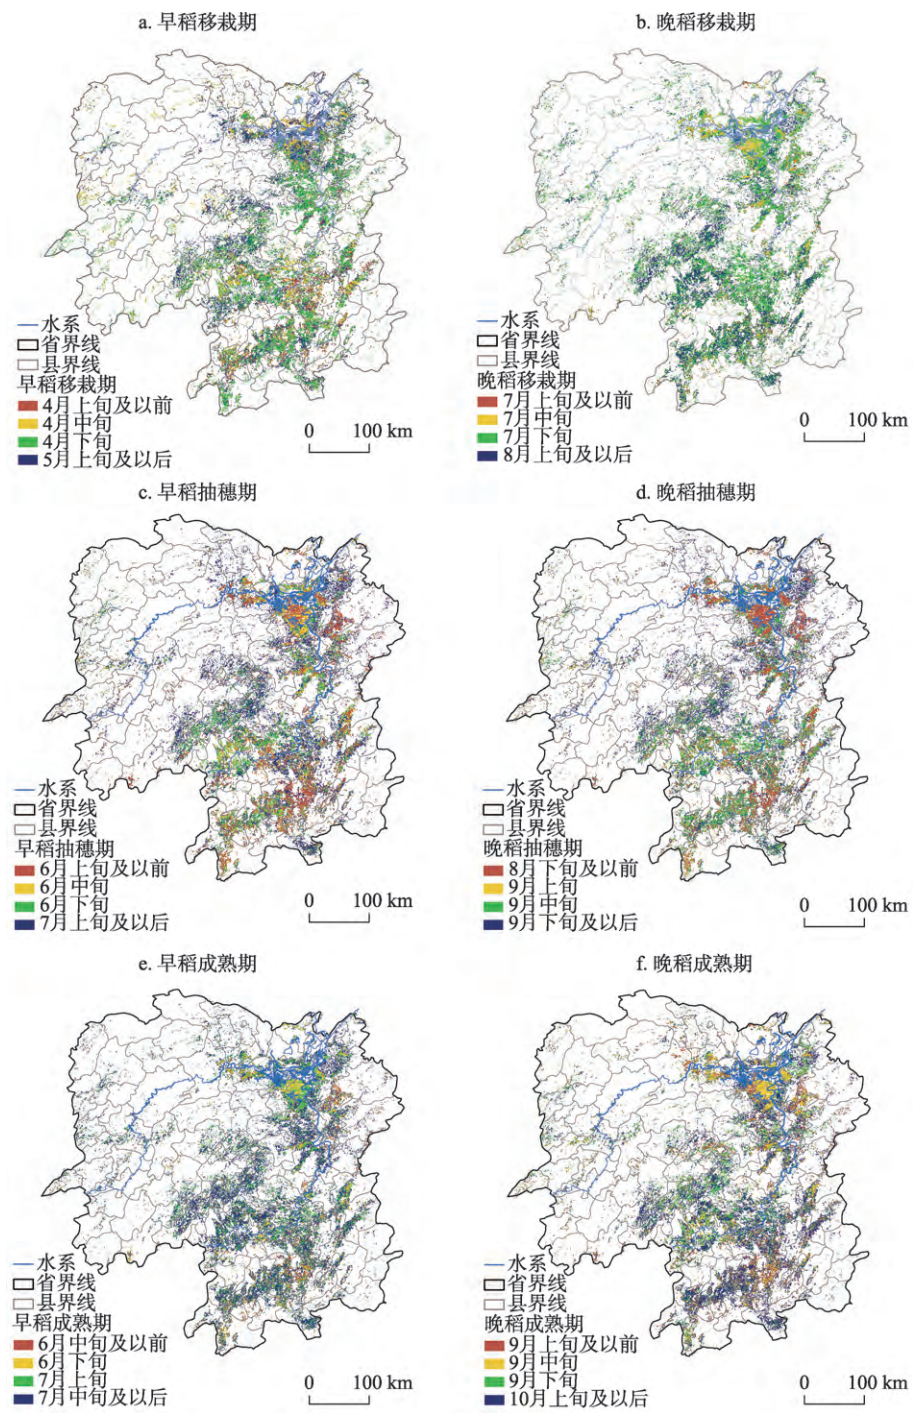 a. 早稻移栽期
水系
省界线
县界线
早稻移栽期
4月上旬及以前
4月中旬
4月下旬
5月上旬及以后
0 100 km
b. 晚稻移栽期
水系
省界线
县界线
晚稻移栽期
7月上旬及以前
7月中旬
7月下旬
8月上旬及以后
0 100 km
c. 早稻抽穗期
水系
省界线
县界线
早稻抽穗期
6月上旬及以前
6月中旬
6月下旬
7月上旬及以后
0 100 km
d. 晚稻抽穗期
水系
省界线
县界线
晚稻抽穗期
8月下旬及以前
9月上旬
9月中旬
9月下旬及以后
0 100 km
e. 早稻成熟期
水系
省界线
县界线
早稻成熟期
6月中旬及以前
6月下旬
7月上旬
7月中旬及以后
0 100 km
f. 晚稻成熟期
水系
省界线
县界线
晚稻成熟期
9月上旬及以前
9月中旬
9月下旬
10月上旬及以后
0 100 km